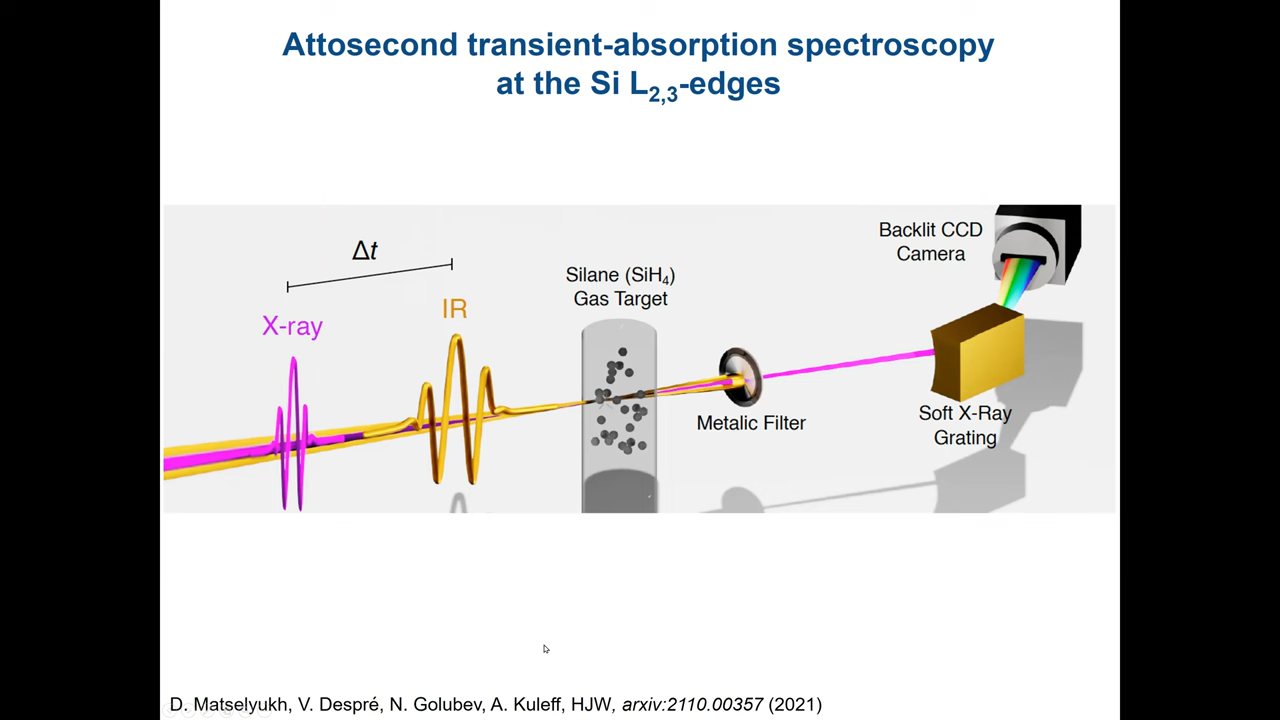 Attosecond transient-absorption spectroscopy
at the Si L2,3-edges
Δt
X-ray
IR
Silane (SiH4)
Gas Target
Metalic Filter
Backlit CCD
Camera
Soft X-Ray
Grating
D. Matselyukh, V. Despré, N. Golubev, A. Kuleff, HJW, arxiv:2110.00357 (2021)